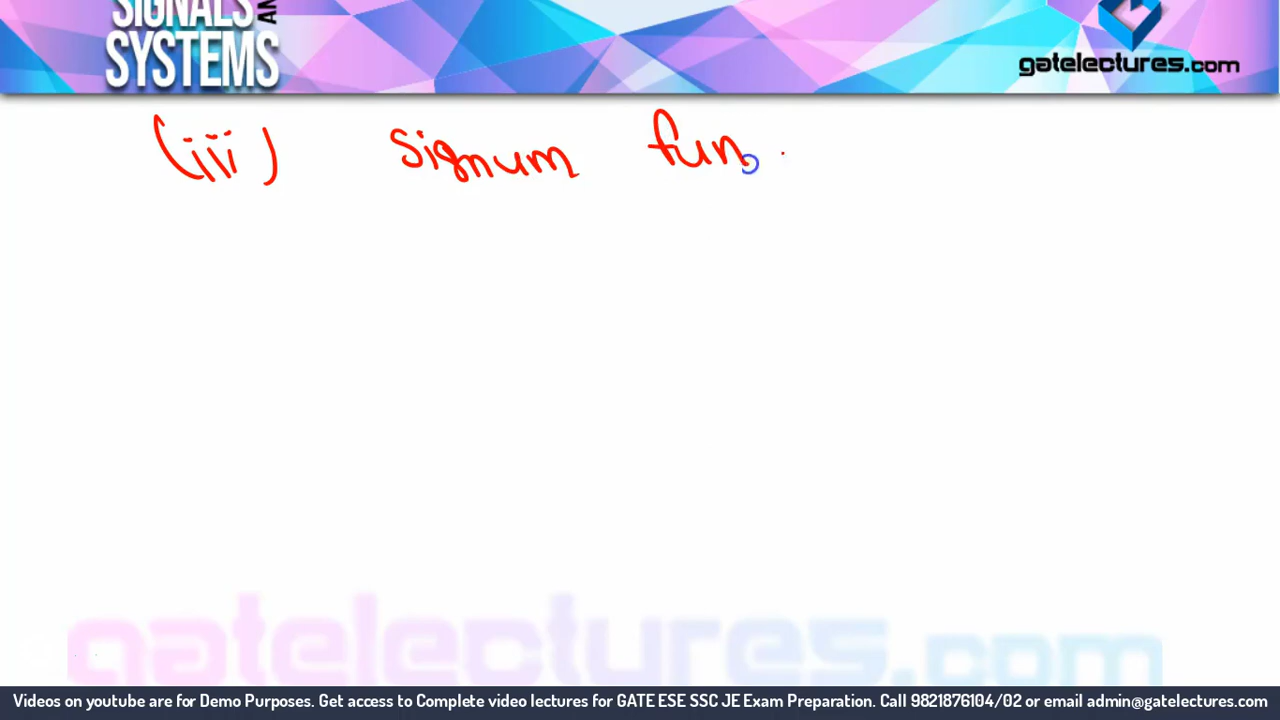 SIGNALS AND
SYSTEMS
gatelectures.com
(iii) Signum fun
gatelectures.com
Videos on youtube are for Demo Purposes. Get access to Complete video lectures for GATE ESE SSC JE Exam Preparation. Call 9821876104/02 or email admin@gatelectures.com